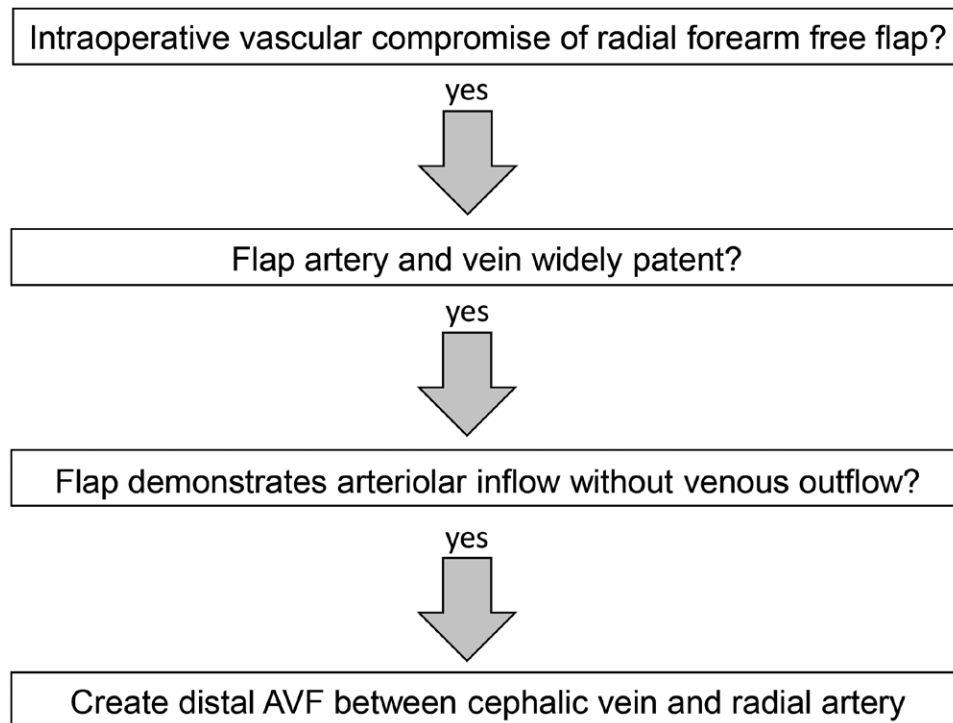 Intraoperative vascular compromise of radial forearm free flap?
yes
Flap artery and vein widely patent?
yes
Flap demonstrates arteriolar inflow without venous outflow?
yes
Create distal AVF between cephalic vein and radial artery